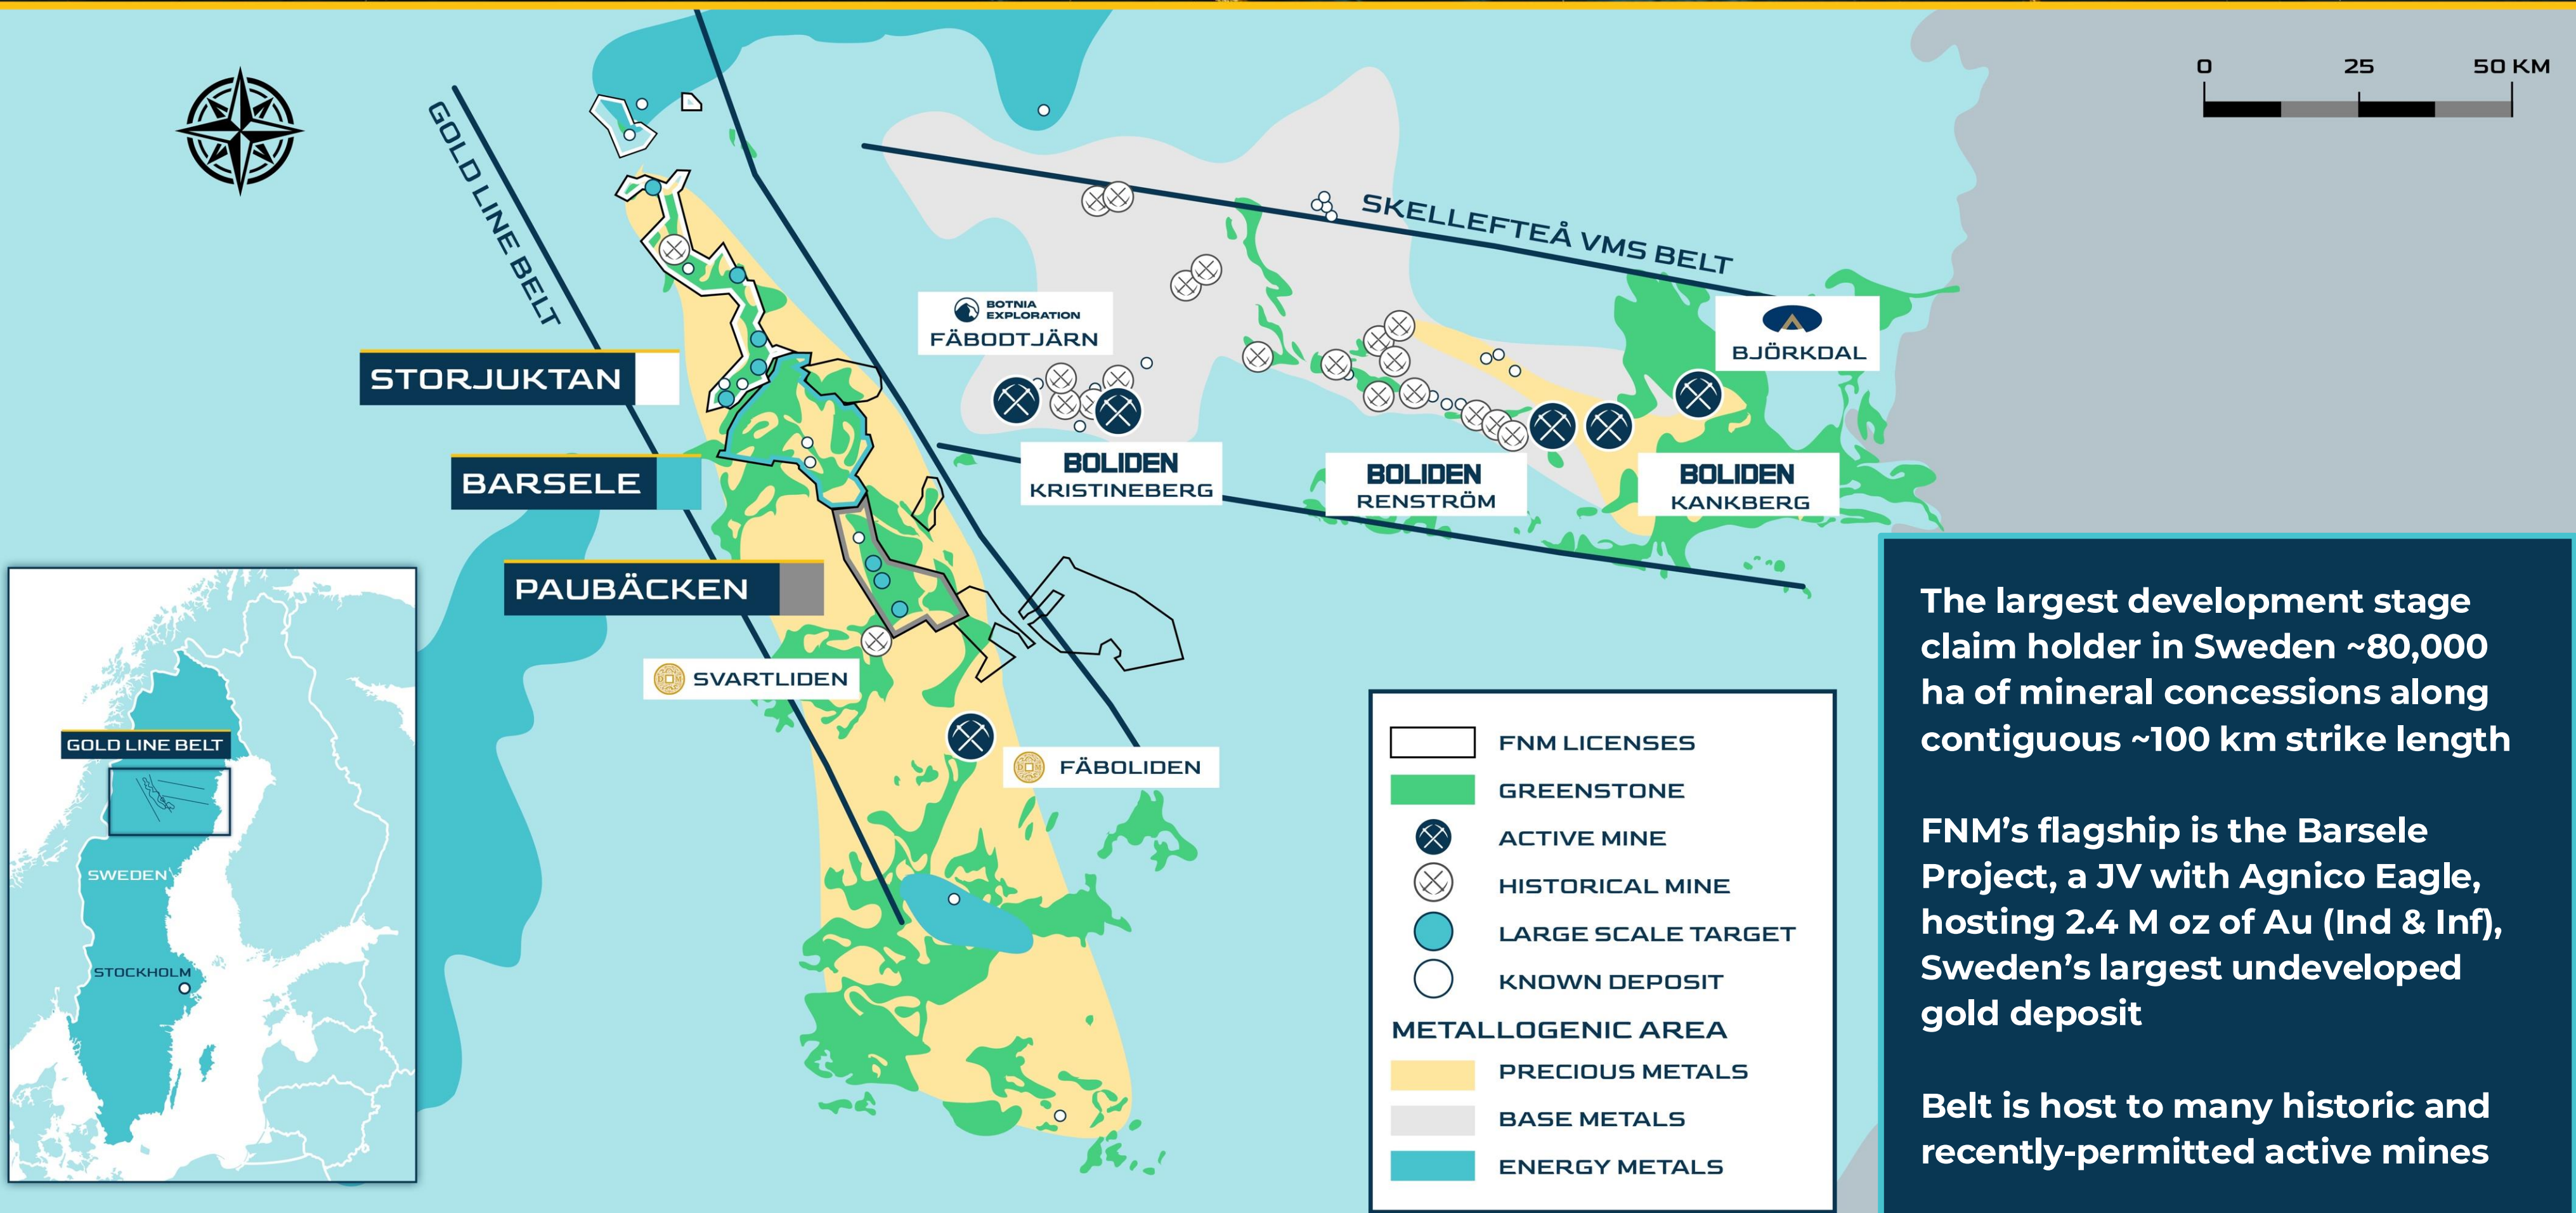 0 25 50 KM
GOLD LINE BELT
SKELLEFTEÅ VMS BELT
BOTNIA
EXPLORATION
FÄBODTJÄRN
BJÖRKDAL
STORJUKTAN
BARSELE
BOLIDEN
KRISTINEBERG
BOLIDEN
RENSTRÖM
BOLIDEN
KANKBERG
PAUBÄCKEN
SVARTLIDEN
FÄBOLIDEN
GOLD LINE BELT
SWEDEN
STOCKHOLM
FNM LICENSES
GREENSTONE
ACTIVE MINE
HISTORICAL MINE
LARGE SCALE TARGET
KNOWN DEPOSIT
METALLOGENIC AREA
PRECIOUS METALS
BASE METALS
ENERGY METALS
The largest development stage
claim holder in Sweden ~80,000
ha of mineral concessions along
contiguous ~100 km strike length
FNM’s flagship is the Barsele
Project, a JV with Agnico Eagle,
hosting 2.4 M oz of Au (Ind & Inf),
Sweden’s largest undeveloped
gold deposit
Belt is host to many historic and
recently-permitted active mines